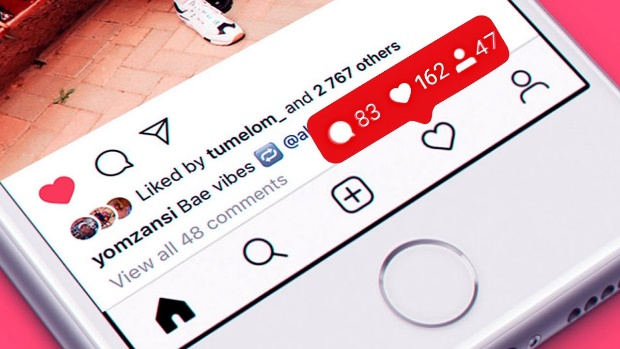 83 162 47
Liked by tumelom_ and 2 767 others
yomzansi Bae vibes
View all 48 comments